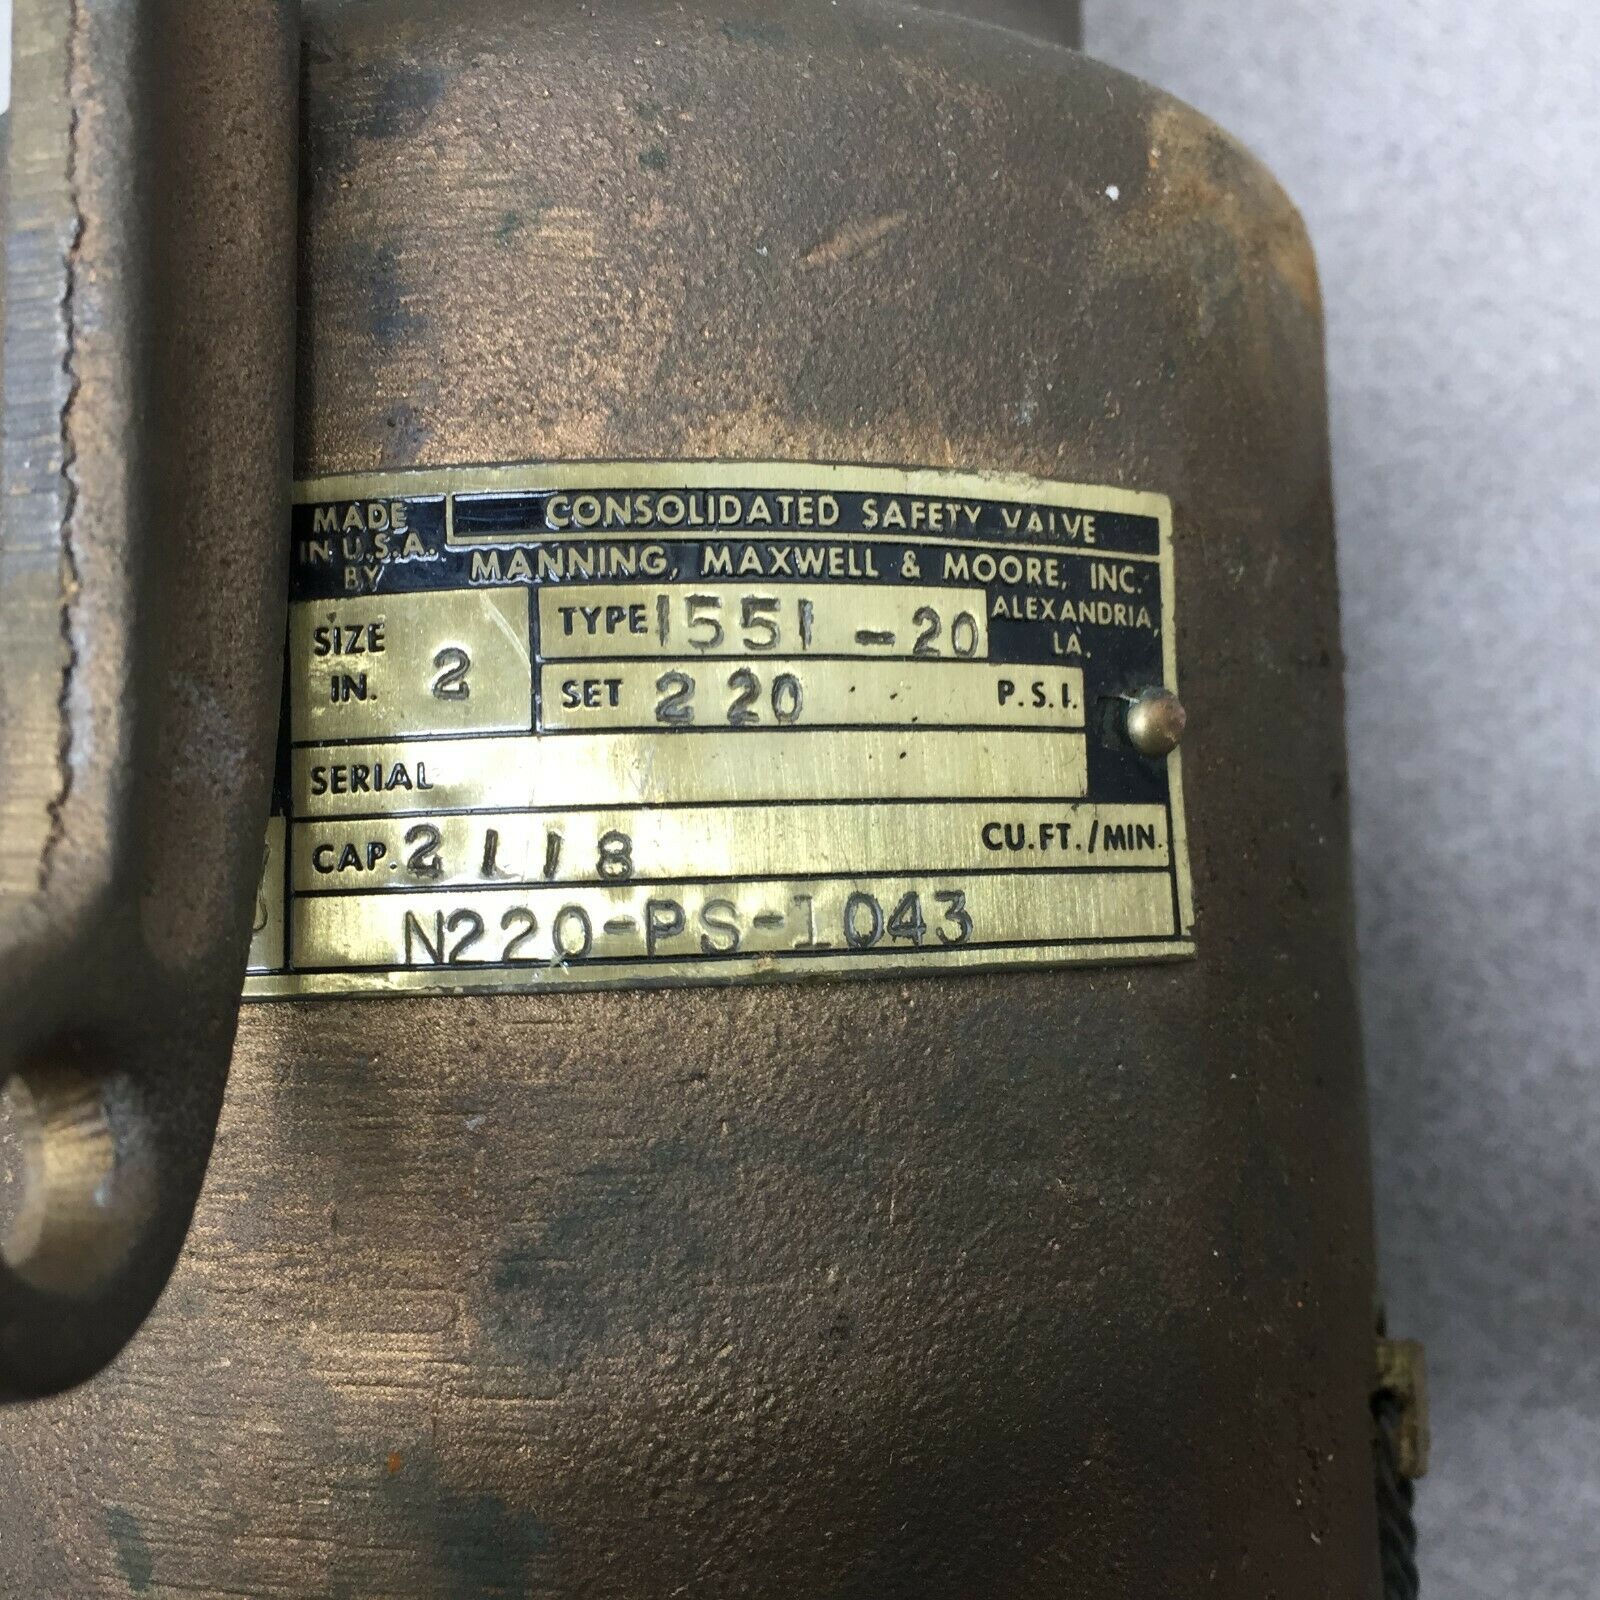 MADE IN U.S.A. BY
CONSOLIDATED SAFETY VALVE
MANNING, MAXWELL & MOORE, INC.
ALEXANDRIA, LA.
SIZE IN. 2
TYPE 1551-20
SET 220 P.S.I.
SERIAL
CAP. 2118 CU.FT./MIN.
N220-PS-1043